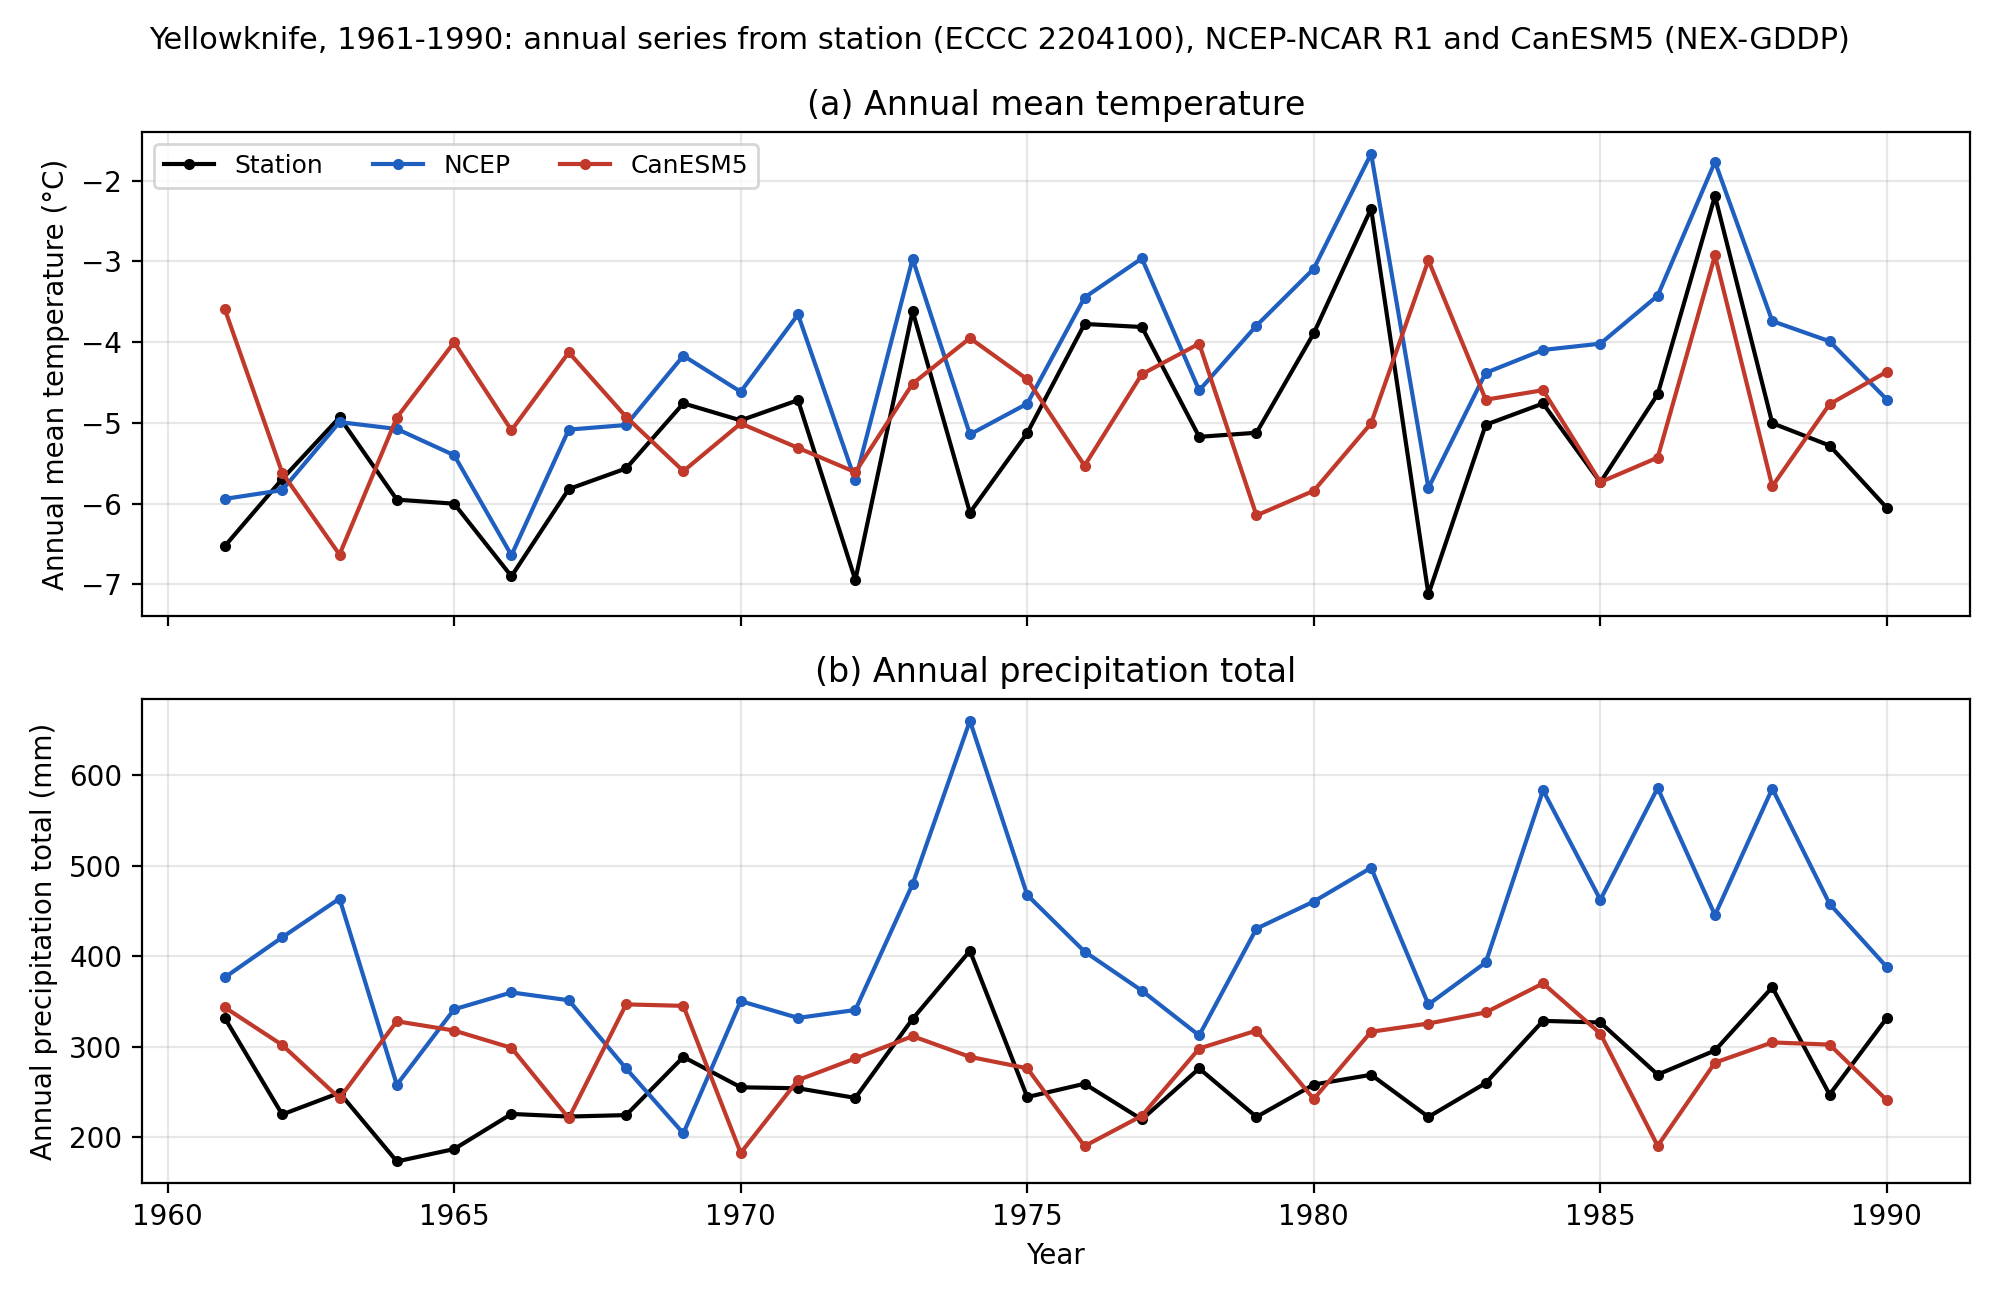 Yellowknife, 1961-1990: annual series from station (ECCC 2204100), NCEP-NCAR R1 and CanESM5 (NEX-GDDP)
(a) Annual mean temperature
Station
NCEP
CanESM5
Annual mean temperature (°C)
−2
−3
−4
−5
−6
−7
(b) Annual precipitation total
Annual precipitation total (mm)
600
500
400
300
200
1960
1965
1970
1975
1980
1985
1990
Year